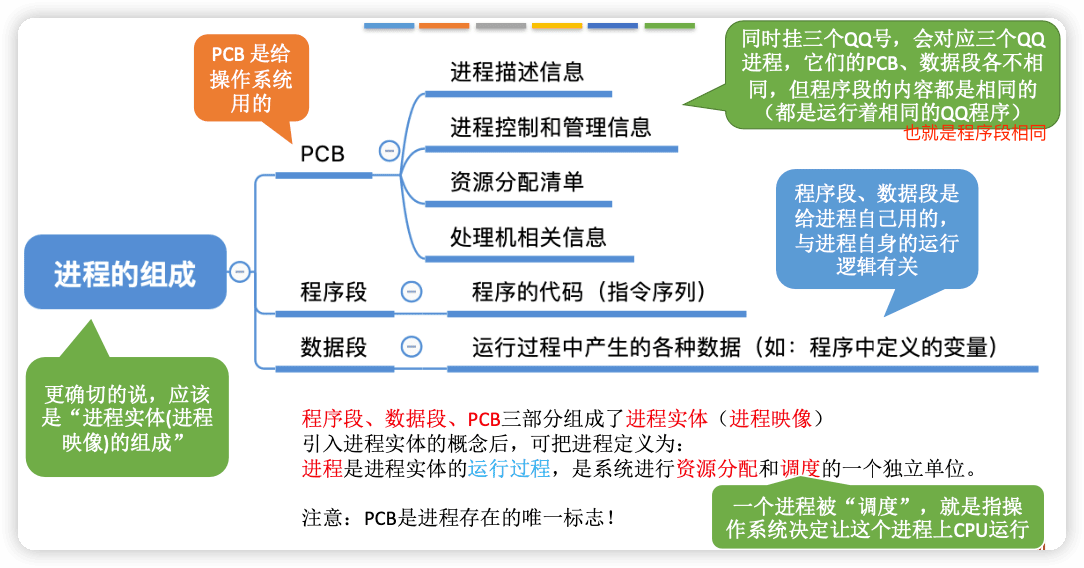 PCB 是给
操作系统
用的
进程描述信息
同时挂三个QQ号，会对应三个QQ
进程，它们的PCB、数据段各不相
同，但程序段的内容都是相同的
（都是运行着相同的QQ程序）
也就是程序段相同
进程控制和管理信息
PCB
资源分配清单
处理机相关信息
程序段、数据段是
给进程自己用的，
与进程自身的运行
逻辑有关
进程的组成
程序段
程序的代码（指令序列）
数据段
运行过程中产生的各种数据（如：程序中定义的变量）
更确切的说，应该
是“进程实体(进程
映像)的组成”
程序段、数据段、PCB三部分组成了进程实体（进程映像）
引入进程实体的概念后，可把进程定义为：
进程是进程实体的运行过程，是系统进行资源分配和调度的一个独立单位。
一个进程被“调度”，就是指操
作系统决定让这个进程上CPU运行
注意：PCB是进程存在的唯一标志！